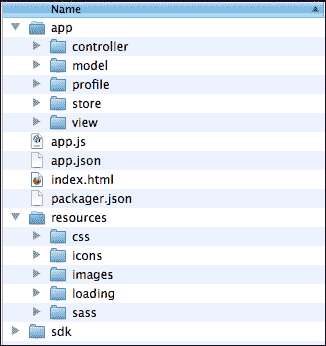 Name
app
controller
model
profile
store
view
app.js
app.json
index.html
packager.json
resources
css
icons
images
loading
sass
sdk